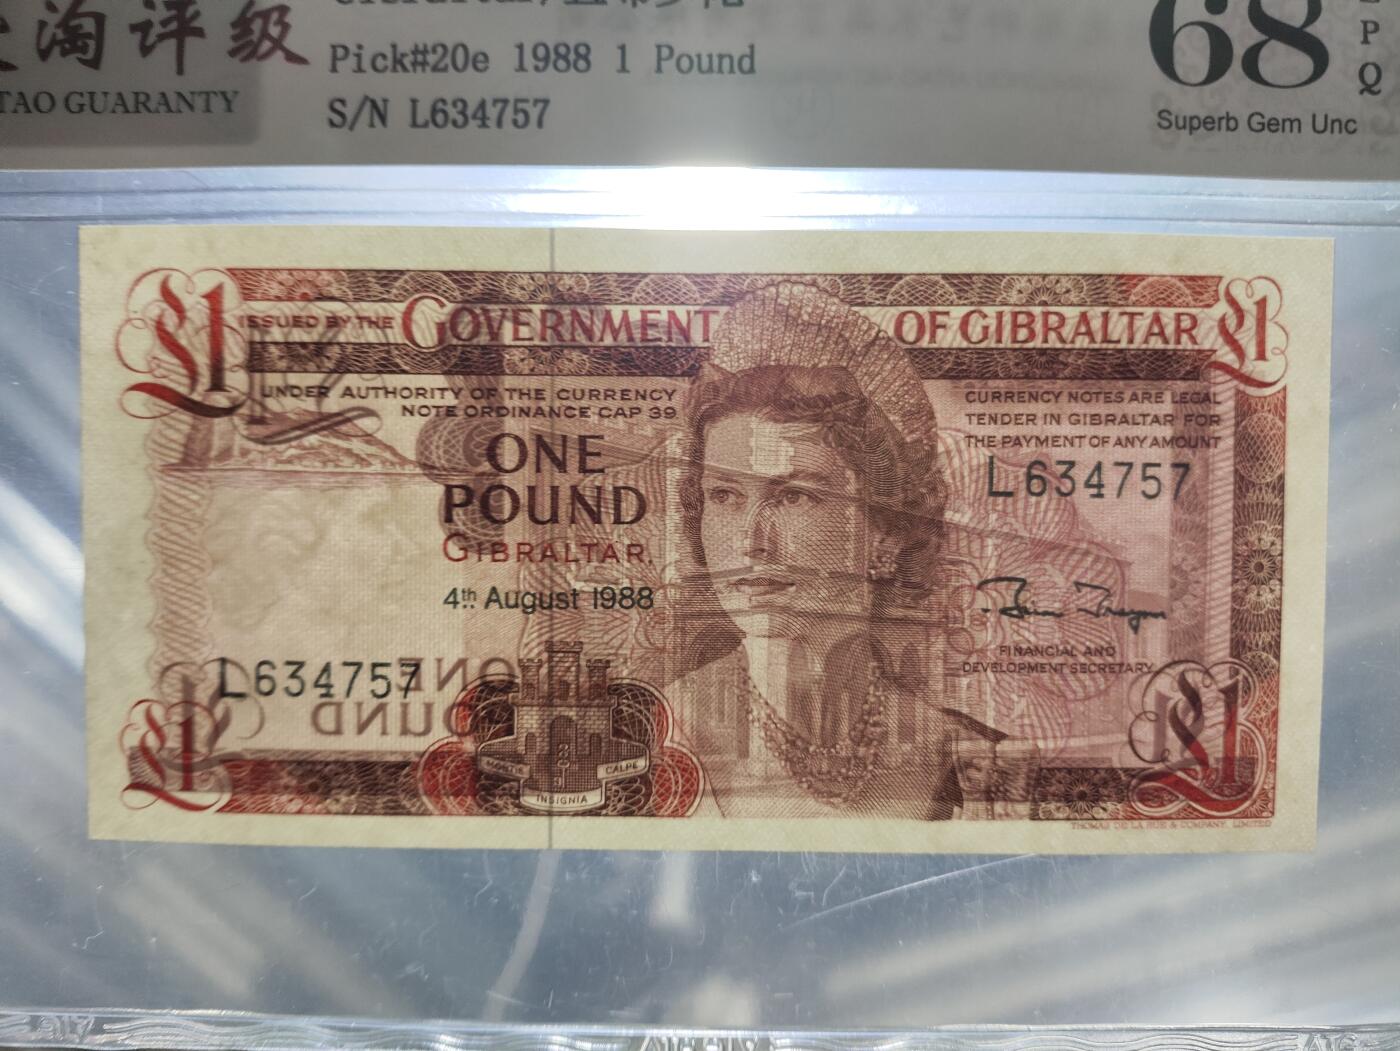 淘评级
TAO GUARANTY
Pick#20e 1988 1 Pound
S/N L634757
68
P
Q
Superb Gem Unc
£1
ISSUED BY THE GOVERNMENT OF GIBRALTAR
£1
UNDER AUTHORITY OF THE CURRENCY
NOTE ORDINANCE CAP 39
CURRENCY NOTES ARE LEGAL
TENDER IN GIBRALTAR FOR
THE PAYMENT OF ANY AMOUNT
ONE
POUND
GIBRALTAR,
4th August 1988
L634757
FINANCIAL AND
DEVELOPMENT SECRETARY
L634757
ONE
POUND
£1
MONTIS
CALPE
INSIGNIA
£1
THOMAS DE LA RUE & COMPANY, LIMITED